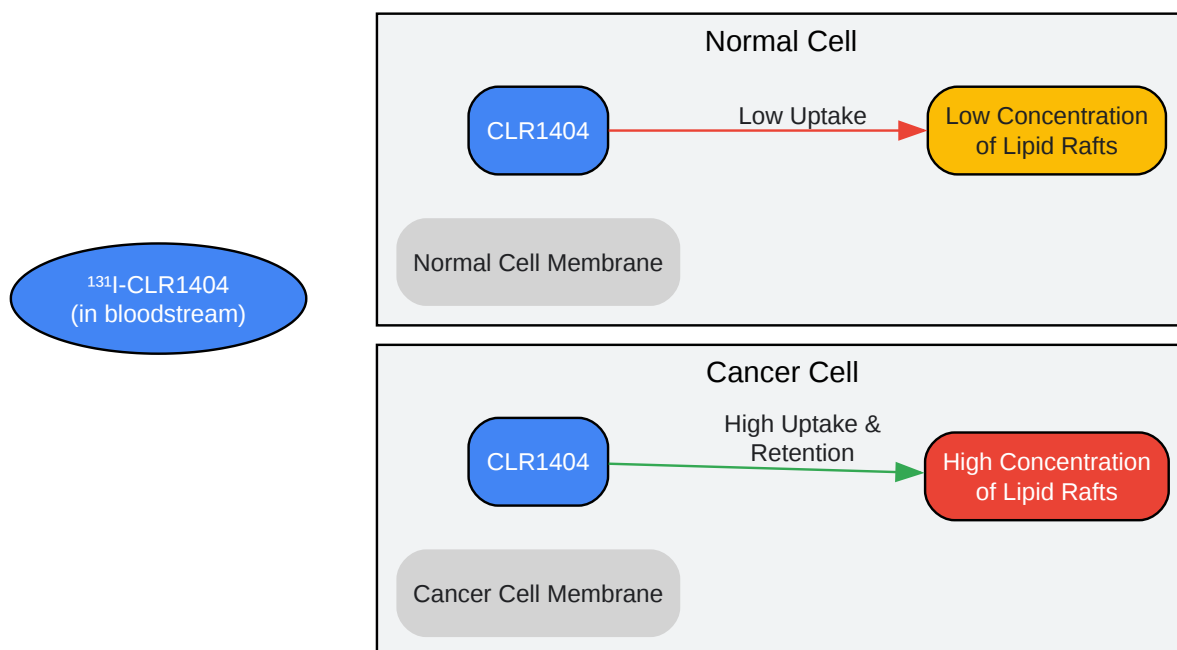 Normal Cell
CLR1404
Low Uptake
Low Concentration
of Lipid Rafts
Normal Cell Membrane
¹³¹I-CLR1404
(in bloodstream)
Cancer Cell
CLR1404
High Uptake &
Retention
High Concentration
of Lipid Rafts
Cancer Cell Membrane